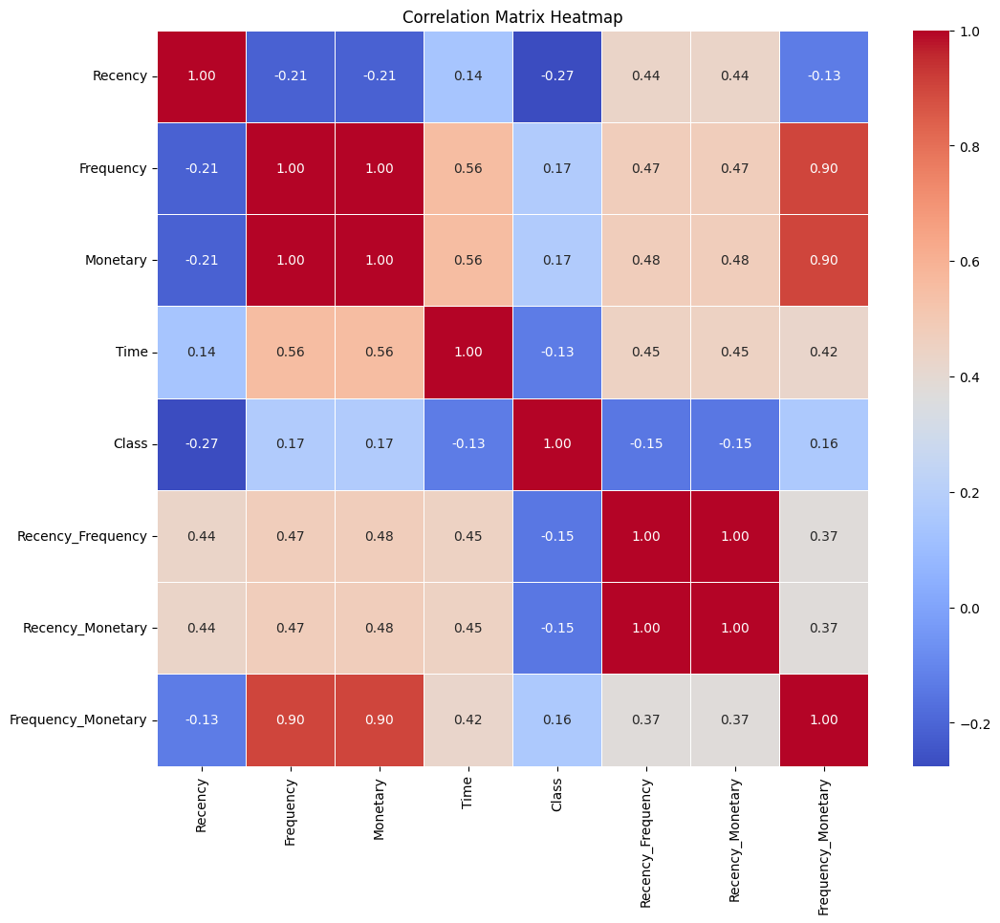 Correlation Matrix Heatmap
Recency 1.00 -0.21 -0.21 0.14 -0.27 0.44 0.44 -0.13
Frequency -0.21 1.00 1.00 0.56 0.17 0.47 0.47 0.90
Monetary -0.21 1.00 1.00 0.56 0.17 0.48 0.48 0.90
Time 0.14 0.56 0.56 1.00 -0.13 0.45 0.45 0.42
Class -0.27 0.17 0.17 -0.13 1.00 -0.15 -0.15 0.16
Recency_Frequency 0.44 0.47 0.48 0.45 -0.15 1.00 1.00 0.37
Recency_Monetary 0.44 0.47 0.48 0.45 -0.15 1.00 1.00 0.37
Frequency_Monetary -0.13 0.90 0.90 0.42 0.16 0.37 0.37 1.00
Recency
Frequency
Monetary
Time
Class
Recency_Frequency
Recency_Monetary
Frequency_Monetary
1.0
0.8
0.6
0.4
0.2
0.0
−0.2